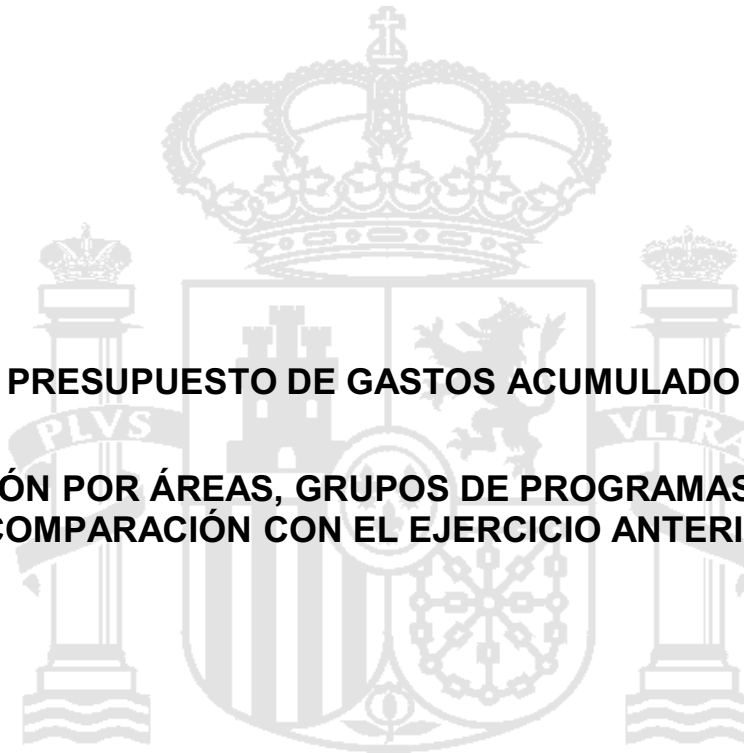 PRESUPUESTO DE GASTOS ACUMULADO
PLVS
VLTRA
ÓN POR ÁREAS, GRUPOS DE PROGRAMAS
COMPARACIÓN CON EL EJERCICIO ANTERI